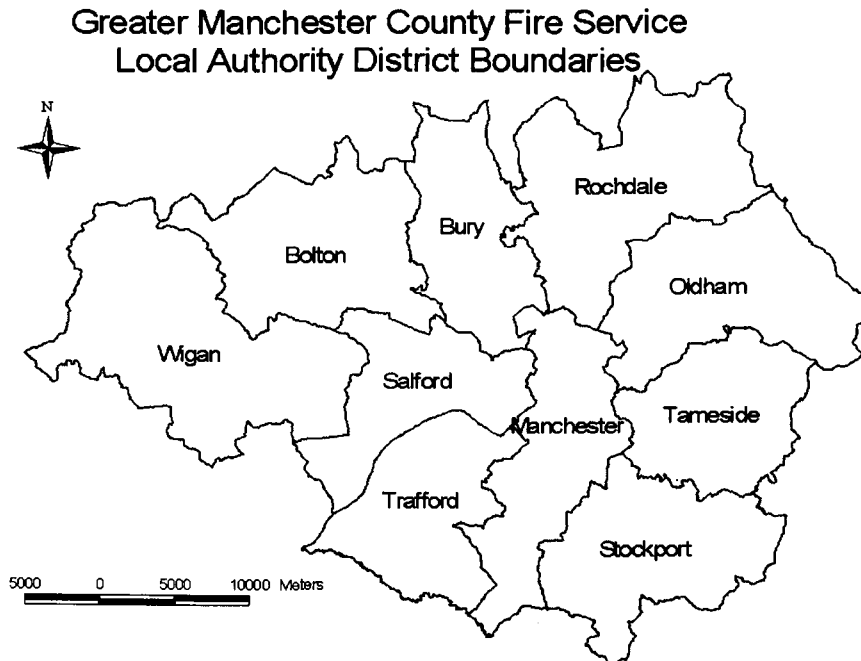 Greater Manchester County Fire Service
Local Authority District Boundaries
N
Rochdale
Bury
Bolton
Oldham
Wigan
Salford
Manchester
Tameside
Trafford
Stockport
5000 0 5000 10000 Meters